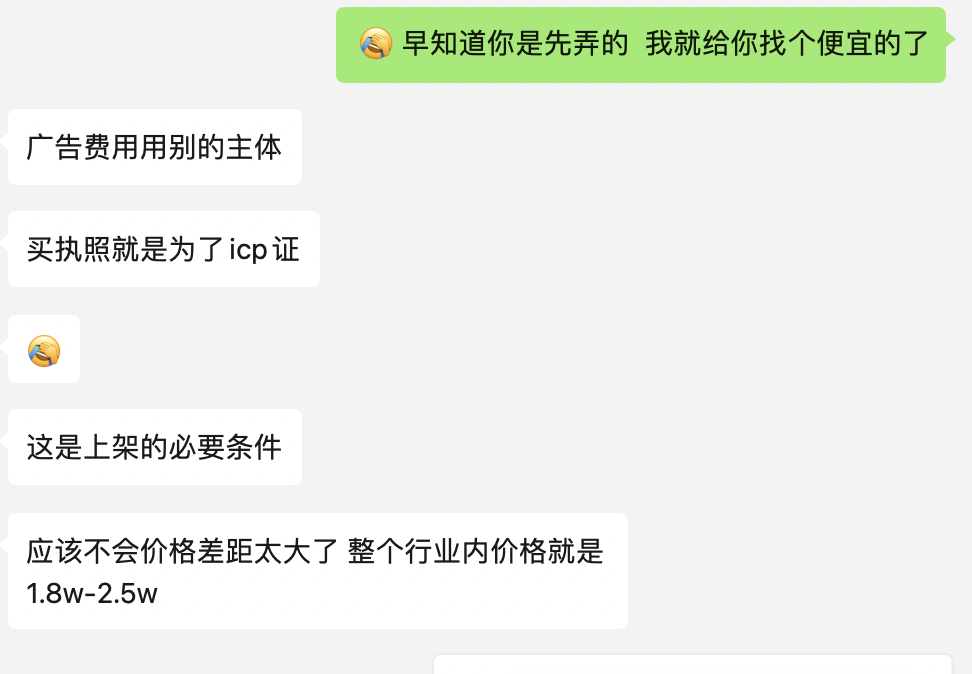 早知道你是先弄的 我就给你找个便宜的了
广告费用用别的主体
买执照就是为了icp证
这是上架的必要条件
应该不会价格差距太大了 整个行业内价格就是
1.8w-2.5w